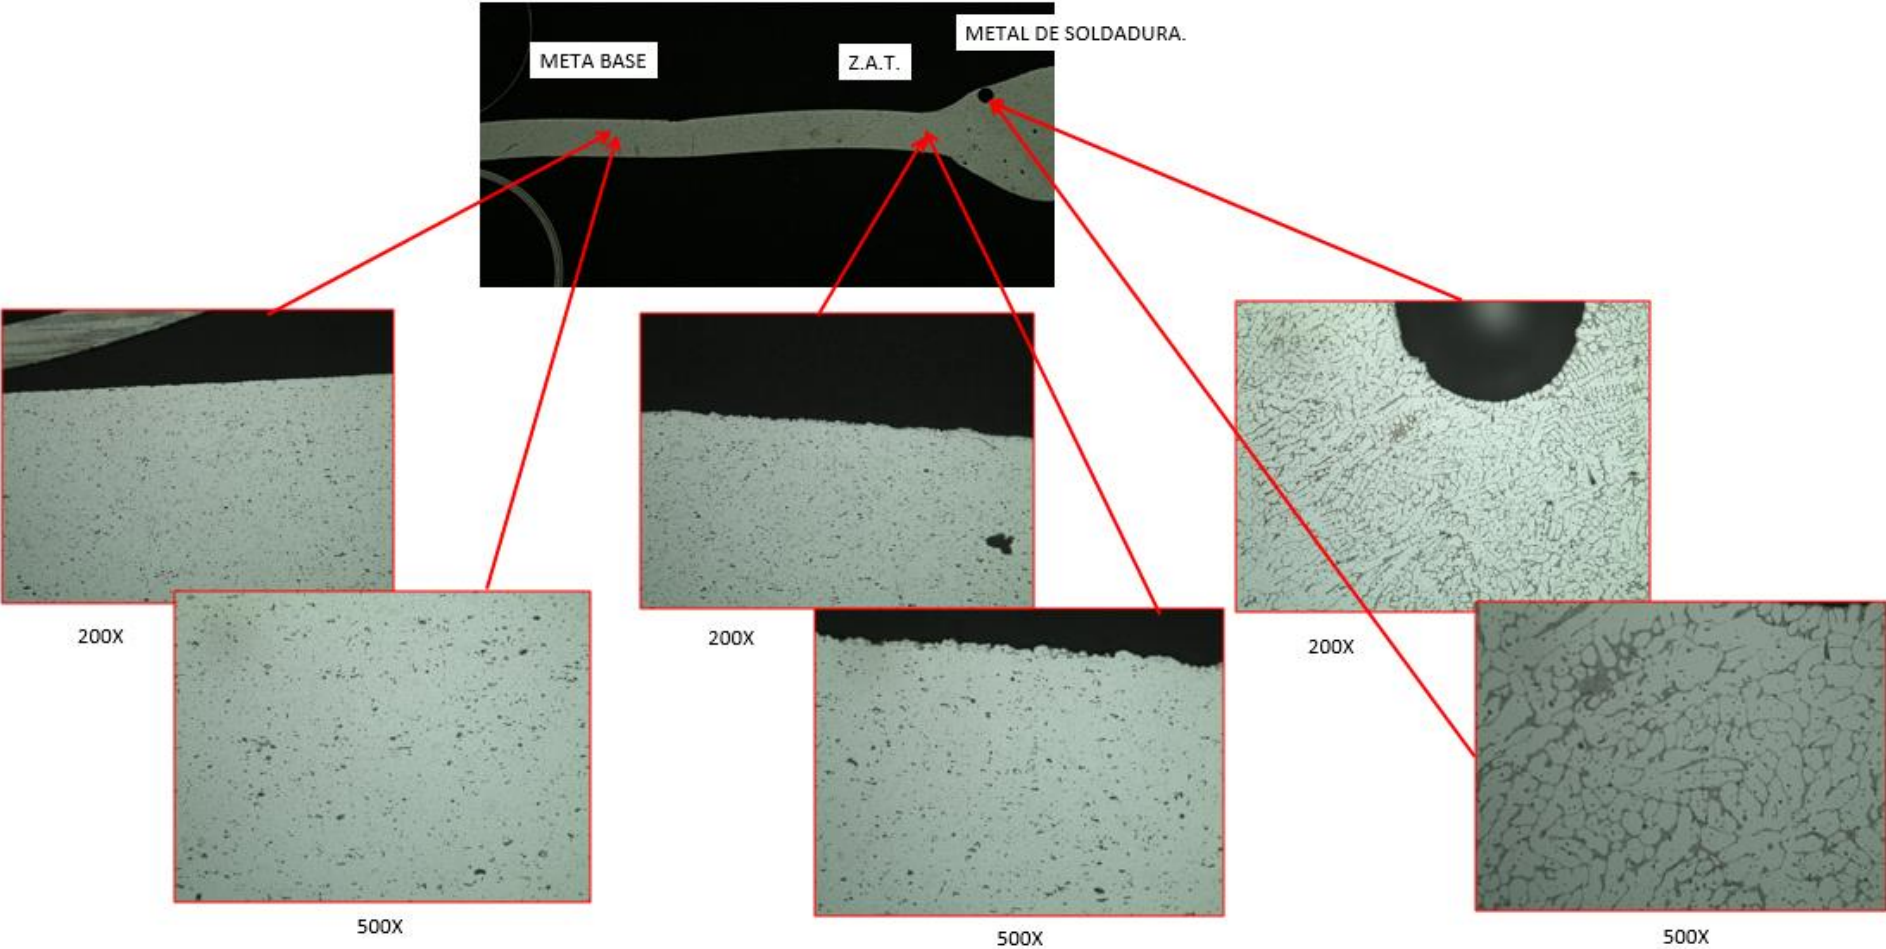 METAL DE SOLDADURA.
META BASE
Z.A.T.
200X
200X
200X
500X
500X
500X